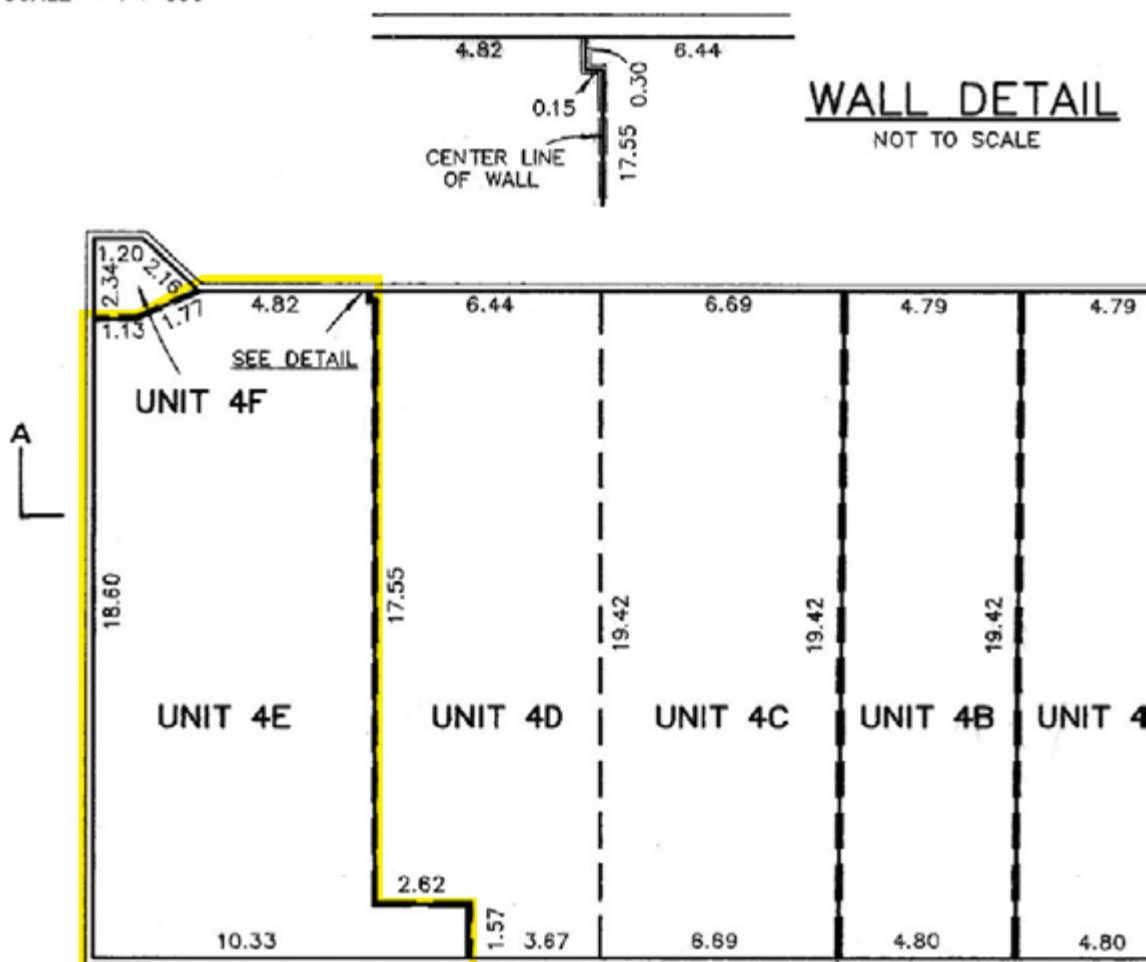 4.82
6.44
0.30
0.15
17.55
CENTER LINE
OF WALL
WALL DETAIL
NOT TO SCALE
1.20
2.16
2.34
1.13
1.77
4.82
6.44
6.69
4.79
4.79
SEE DETAIL
UNIT 4F
A
18.60
17.55
19.42
19.42
19.42
UNIT 4E
UNIT 4D
UNIT 4C
UNIT 4B
UNIT 4
2.62
1.57
10.33
3.67
6.69
4.80
4.80